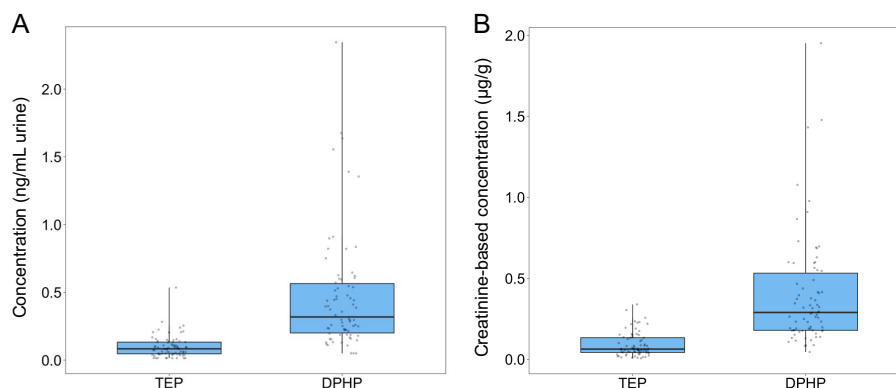 A
Concentration (ng/mL urine)
2.0
1.5
1.0
0.5
0.0
TEP DPHP
B
Creatinine-based concentration (μg/g)
2.0
1.5
1.0
0.5
0.0
TEP DPHP